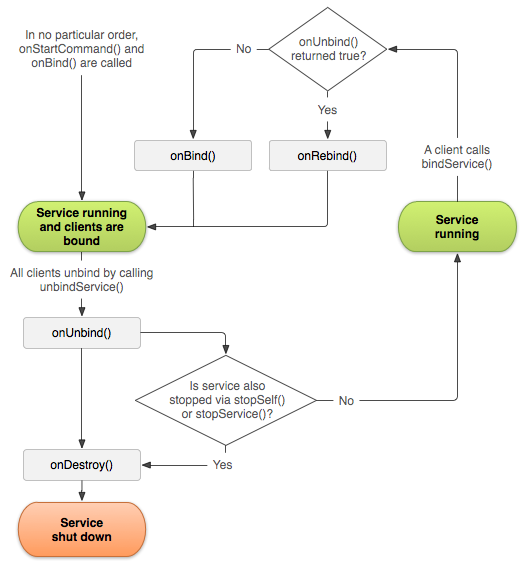 In no particular order,
onStartCommand() and
onBind() are called
onUnbind()
returned true?
No
Yes
onBind()
onRebind()
A client calls
bindService()
Service running
and clients are
bound
Service
running
All clients unbind by calling
unbindService()
onUnbind()
Is service also
stopped via stopSelf()
or stopService()?
No
Yes
onDestroy()
Service
shut down